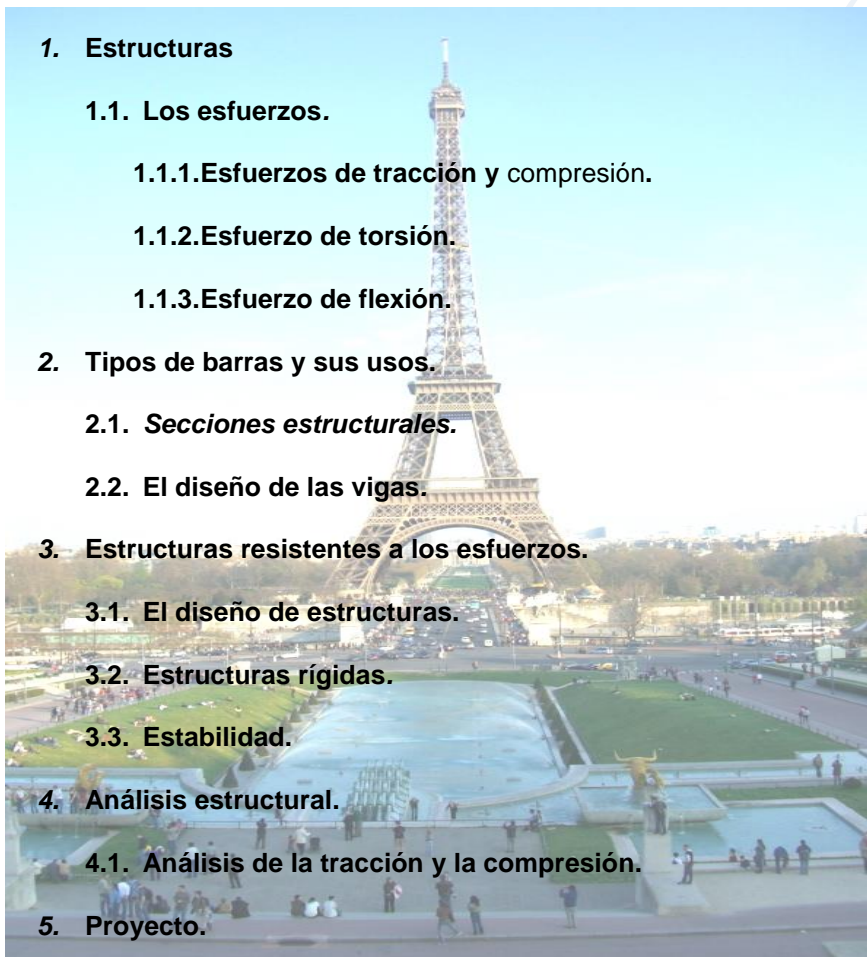 1. Estructuras
1.1. Los esfuerzos.
1.1.1.Esfuerzos de tracción y compresión.
1.1.2.Esfuerzo de torsión.
1.1.3.Esfuerzo de flexión.
2. Tipos de barras y sus usos.
2.1. Secciones estructurales.
2.2. El diseño de las vigas.
3. Estructuras resistentes a los esfuerzos.
3.1. El diseño de estructuras.
3.2. Estructuras rígidas.
3.3. Estabilidad.
4. Análisis estructural.
4.1. Análisis de la tracción y la compresión.
5. Proyecto.